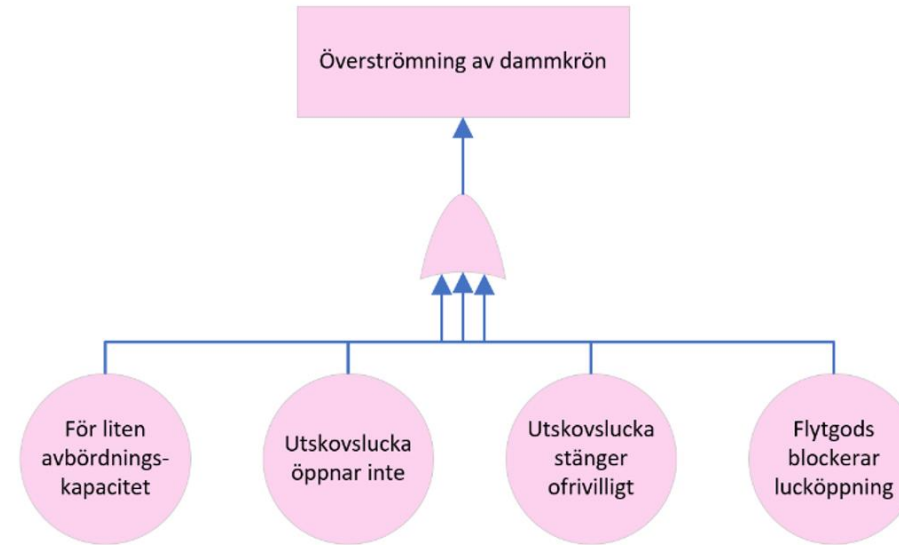 Överströmning av dammkrön
För liten
avbördnings-
kapacitet
Utskovslucka
öppnar inte
Utskovslucka
stänger
ofrivilligt
Flytgods
blockerar
lucköppning